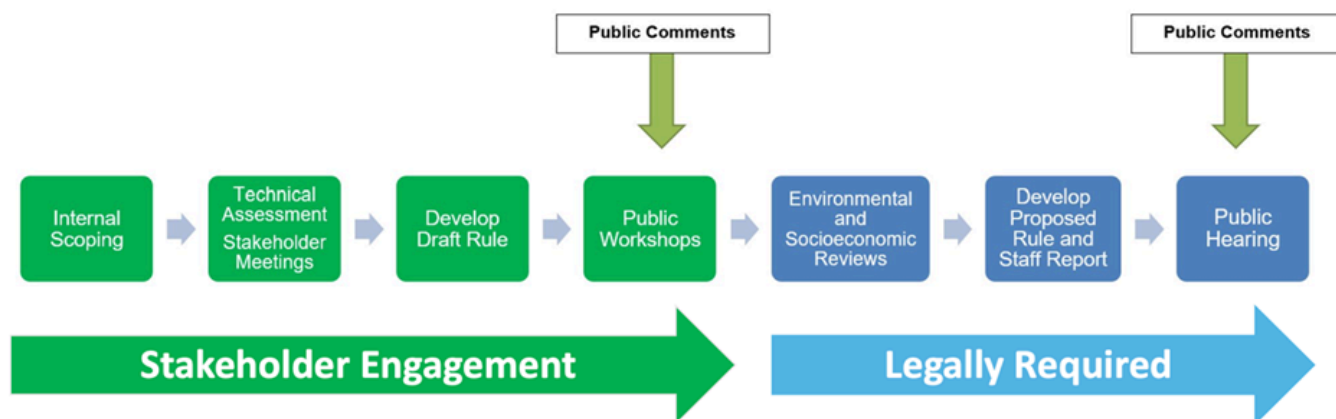 Public Comments
Public Comments
Internal
Scoping
Technical
Assessment
Stakeholder
Meetings
Develop
Draft Rule
Public
Workshops
Environmental
and
Socioeconomic
Reviews
Develop
Proposed
Rule and
Staff Report
Public
Hearing
Stakeholder Engagement
Legally Required